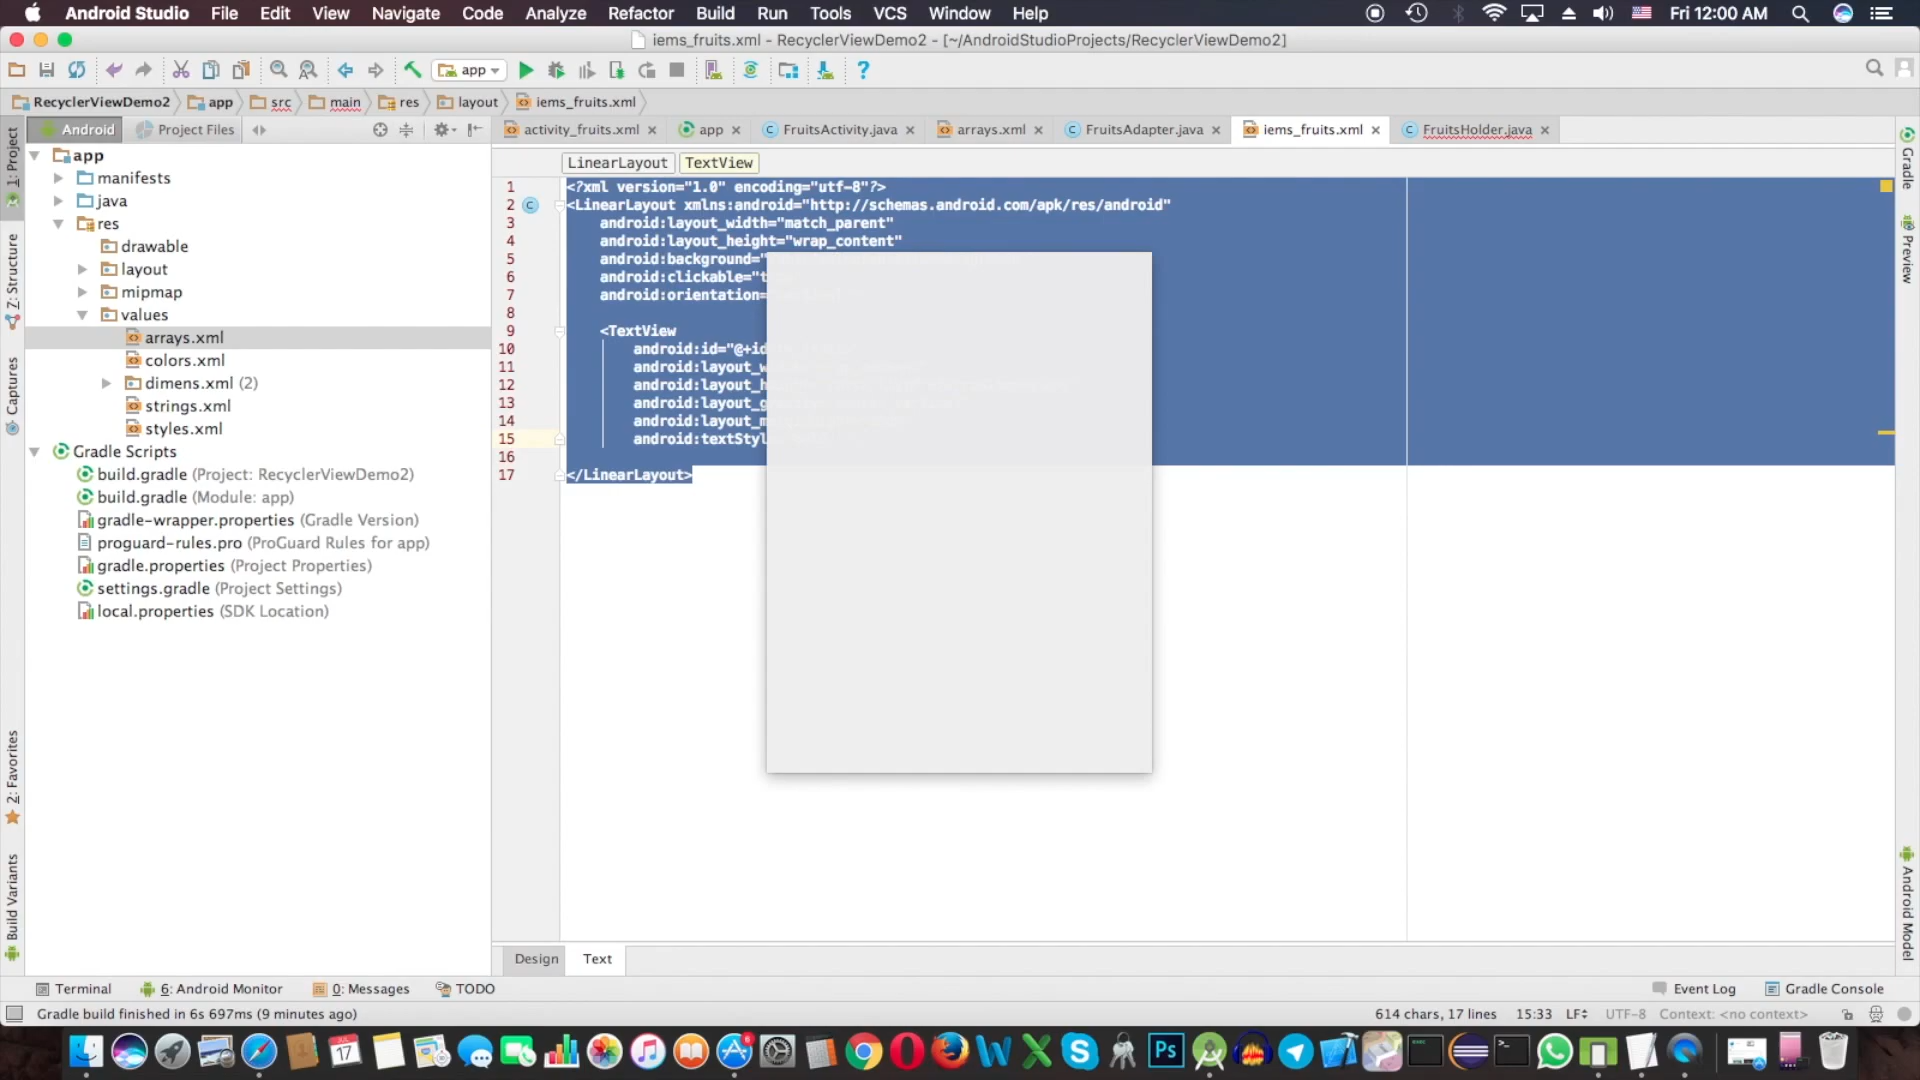 Android Studio File Edit View Navigate Code Analyze Refactor Build Run Tools VCS Window Help Fri 12:00 AM
iems_fruits.xml - RecyclerViewDemo2 - [~/AndroidStudioProjects/RecyclerViewDemo2]
app
RecyclerViewDemo2 app src main res layout iems_fruits.xml
Android Project Files
activity_fruits.xml app FruitsActivity.java arrays.xml FruitsAdapter.java iems_fruits.xml FruitsHolder.java
LinearLayout TextView
1: Project
7: Structure
Captures
2: Favorites
Build Variants
app
manifests
java
res
drawable
layout
mipmap
values
arrays.xml
colors.xml
dimens.xml (2)
strings.xml
styles.xml
Gradle Scripts
build.gradle (Project: RecyclerViewDemo2)
build.gradle (Module: app)
gradle-wrapper.properties (Gradle Version)
proguard-rules.pro (ProGuard Rules for app)
gradle.properties (Project Properties)
settings.gradle (Project Settings)
local.properties (SDK Location)
1 <?xml version="1.0" encoding="utf-8"?>
2 <LinearLayout xmlns:android="http://schemas.android.com/apk/res/android"
3 android:layout_width="match_parent"
4 android:layout_height="wrap_content"
5 android:background="
6 android:clickable="t
7 android:orientation=
8
9 <TextView
10 android:id="@+id
11 android:layout_w
12 android:layout_h
13 android:layout_g
14 android:layout_m
15 android:textStyl
16
17 </LinearLayout>
Gradle
Preview
Android Model
Design Text
Terminal 6: Android Monitor 0: Messages TODO Event Log Gradle Console
Gradle build finished in 6s 697ms (9 minutes ago) 614 chars, 17 lines 15:33 LF UTF-8 Context: <no context>
17
Ps